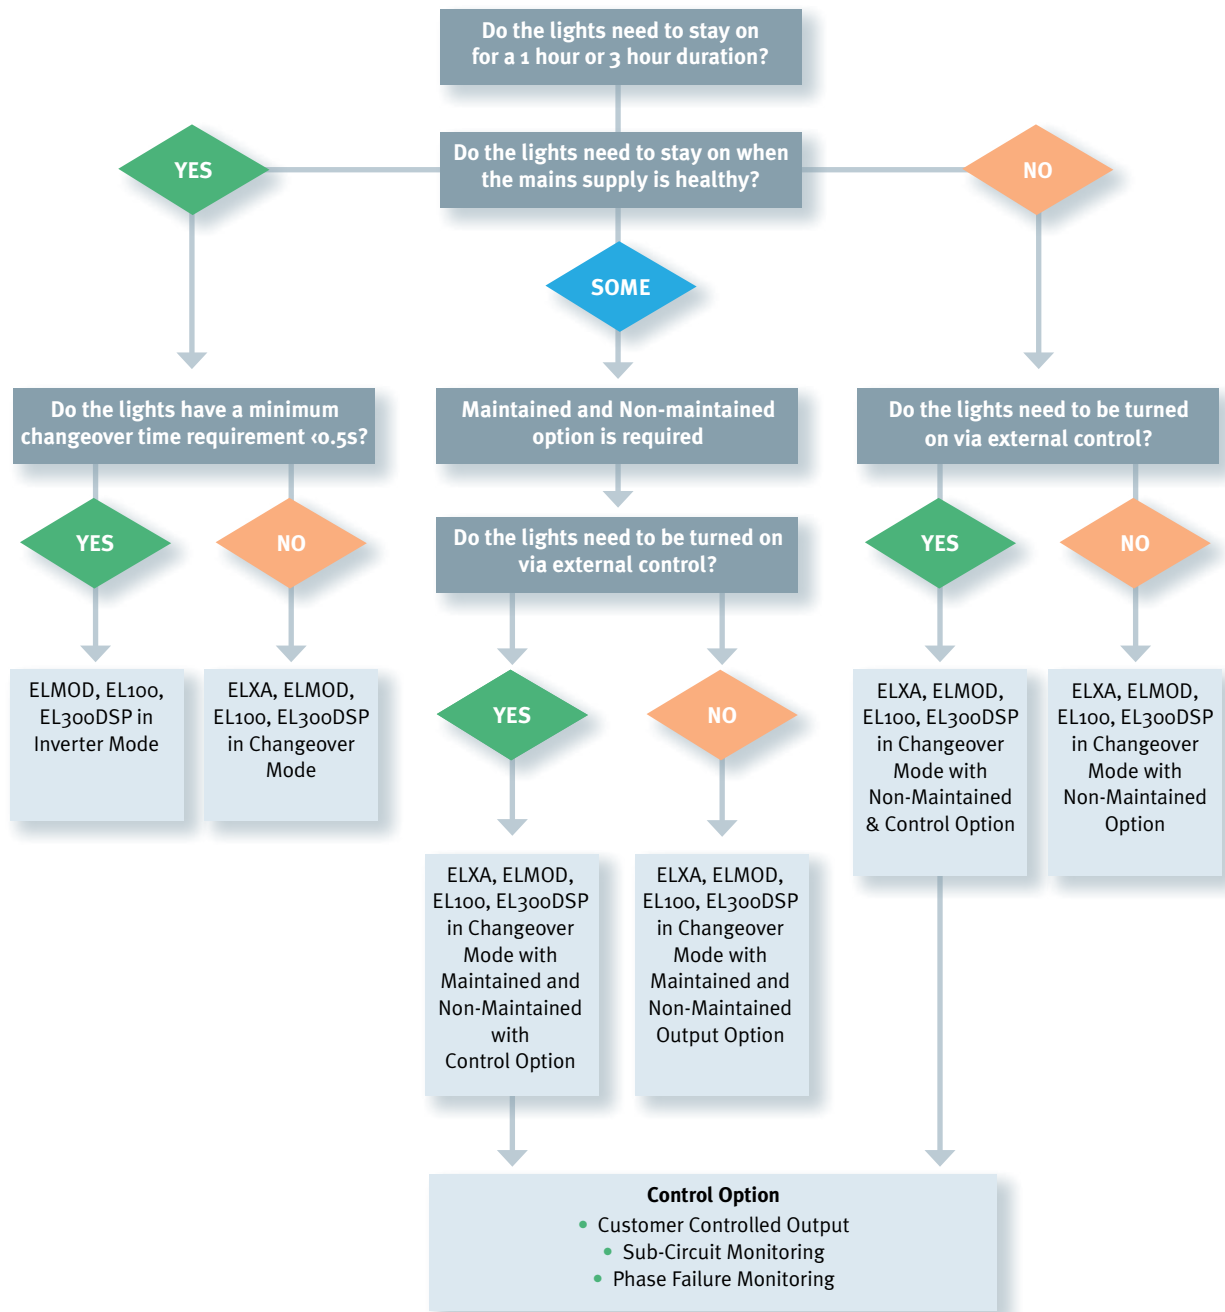 Do the lights need to stay on
for a 1 hour or 3 hour duration?
Do the lights need to stay on when
the mains supply is healthy?
YES
NO
SOME
Do the lights have a minimum
changeover time requirement <0.5s?
Maintained and Non-maintained
option is required
Do the lights need to be turned
on via external control?
YES
NO
Do the lights need to be turned on
via external control?
YES
NO
ELMOD, EL100,
EL300DSP in
Inverter Mode
ELXA, ELMOD,
EL100, EL300DSP
in Changeover
Mode
YES
NO
ELXA, ELMOD,
EL100, EL300DSP
in Changeover
Mode with
Non-Maintained
& Control Option
ELXA, ELMOD,
EL100, EL300DSP
in Changeover
Mode with
Non-Maintained
Option
ELXA, ELMOD,
EL100, EL300DSP
in Changeover
Mode with
Maintained and
Non-Maintained
with
Control Option
ELXA, ELMOD,
EL100, EL300DSP
in Changeover
Mode with
Maintained and
Non-Maintained
Output Option
Control Option
• Customer Controlled Output
• Sub-Circuit Monitoring
• Phase Failure Monitoring